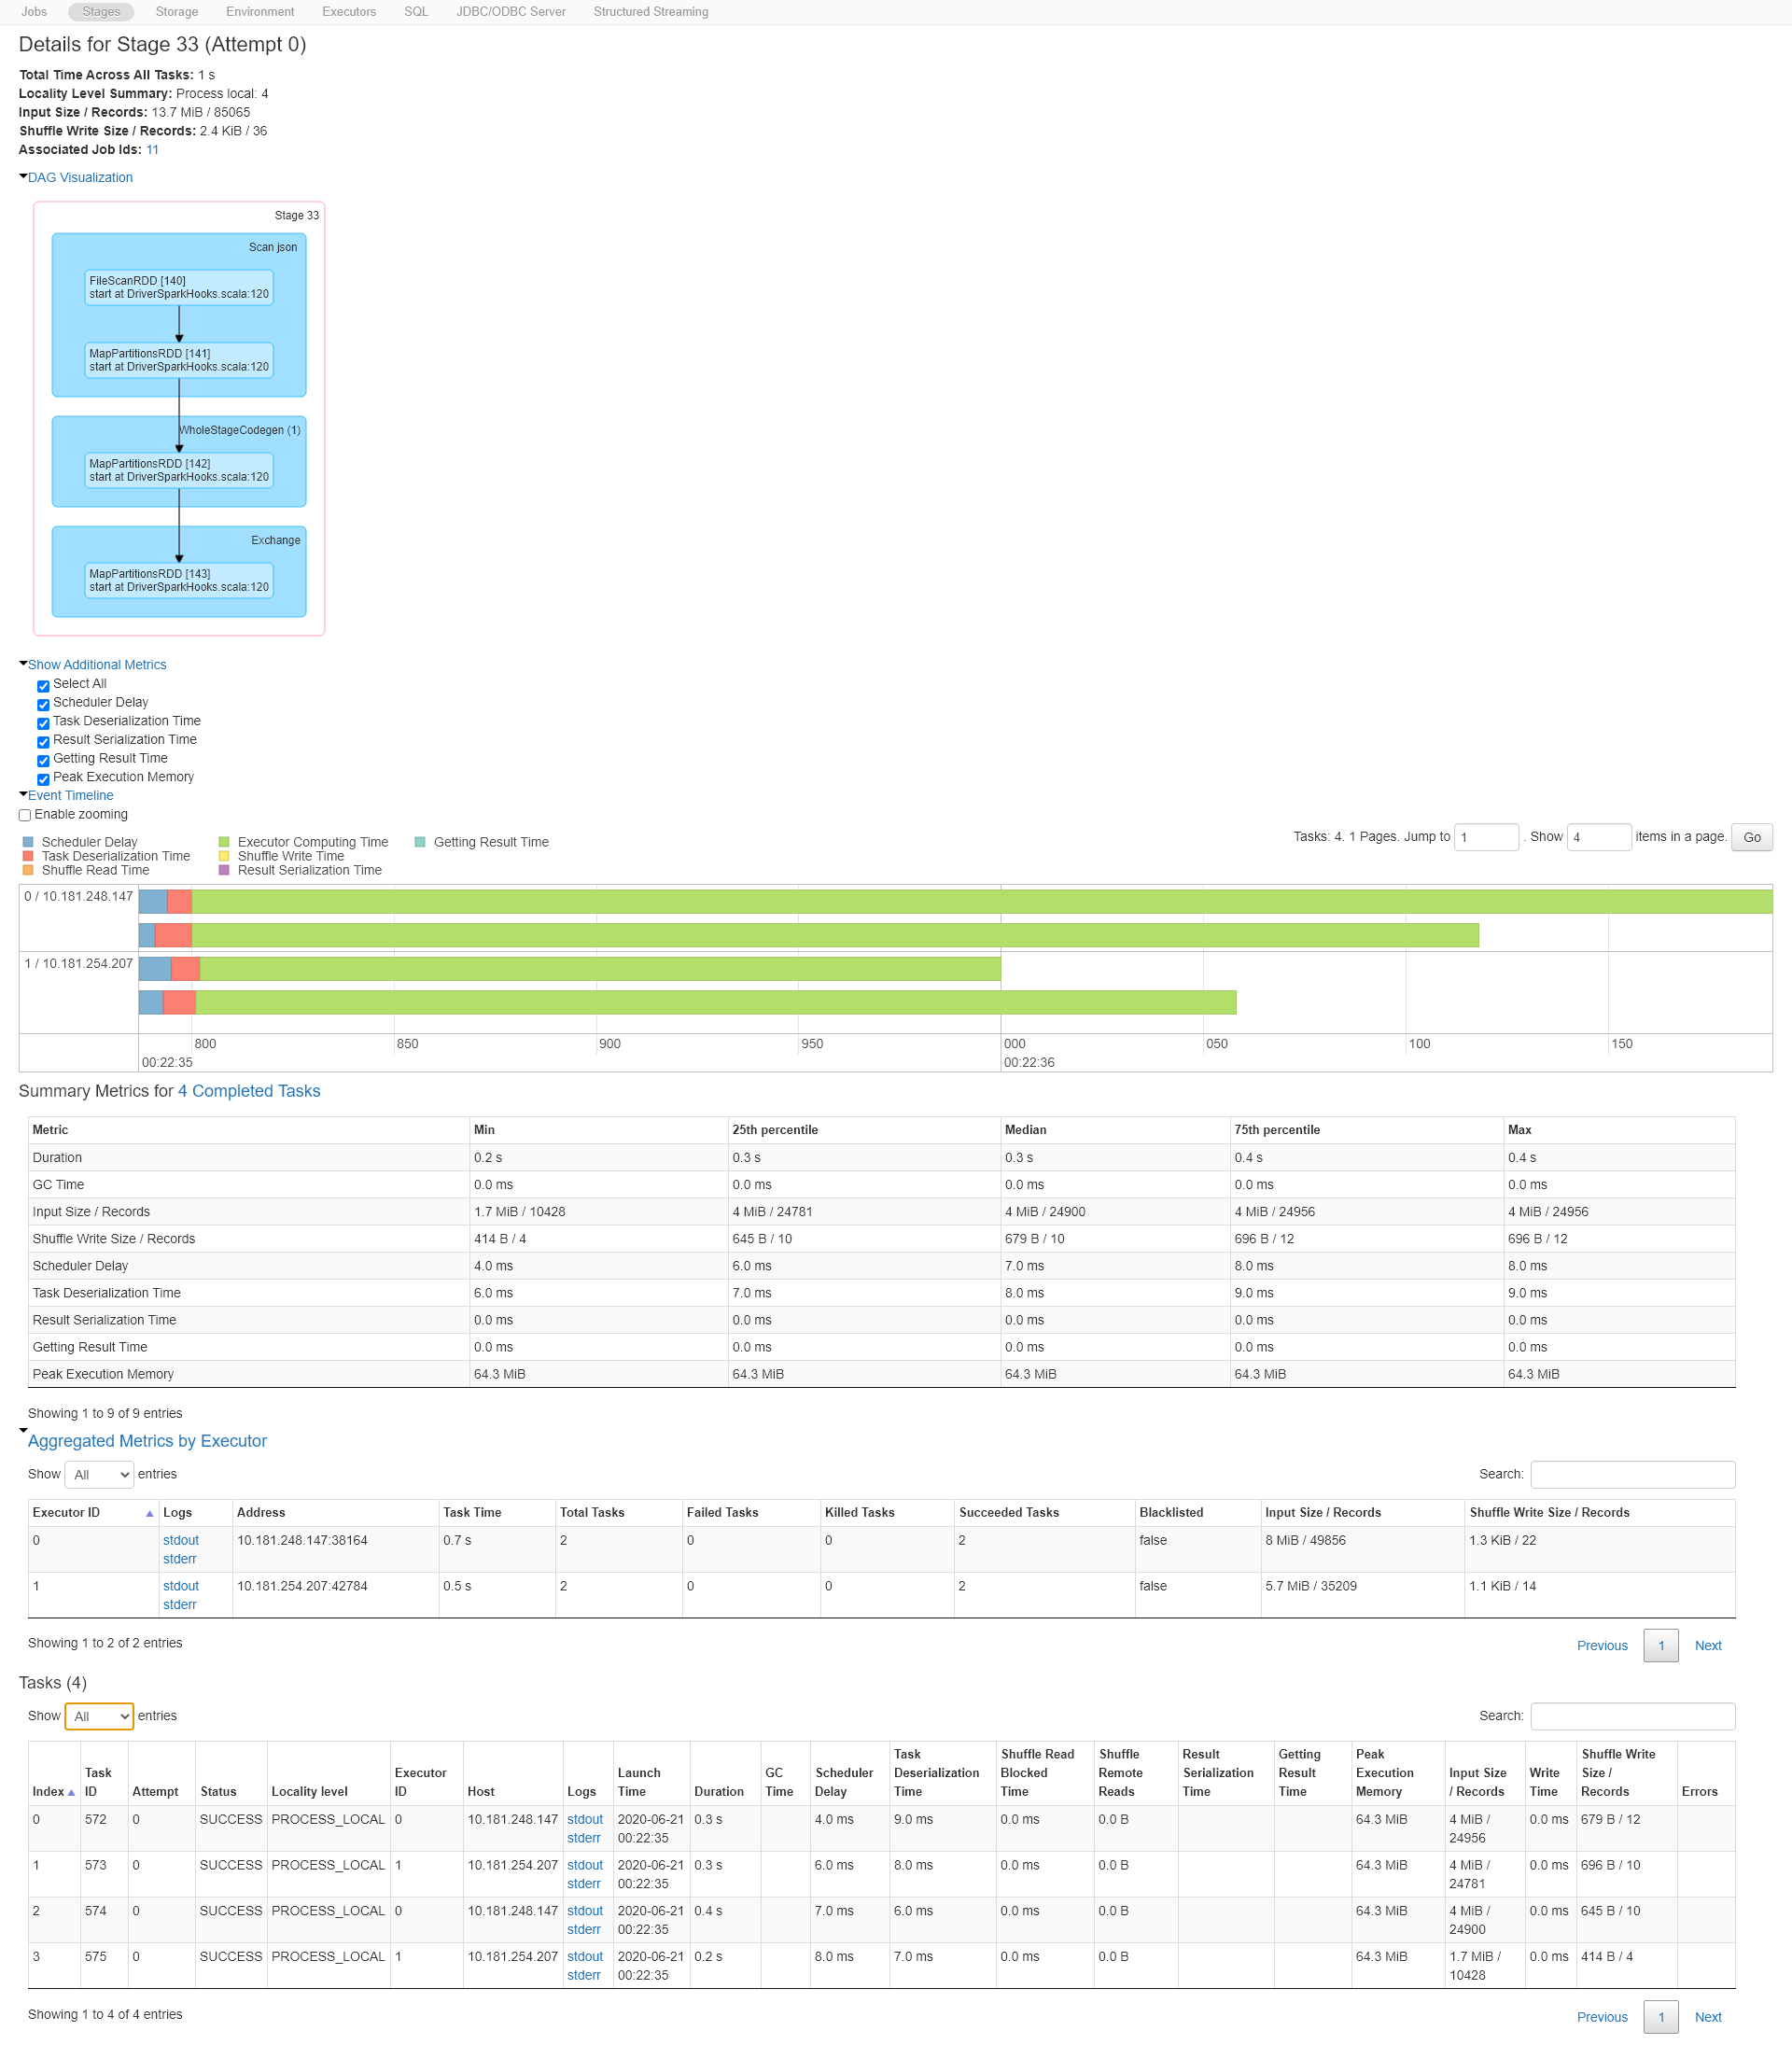 Jobs Stages Storage Environment Executors SQL JDBC/ODBC Server Structured Streaming
Details for Stage 33 (Attempt 0)
Total Time Across All Tasks: 1 s
Locality Level Summary: Process local: 4
Input Size / Records: 13.7 MiB / 85065
Shuffle Write Size / Records: 2.4 KiB / 36
Associated Job Ids: 11
DAG Visualization
Stage 33
Scan json
FileScanRDD [140]
start at DriverSparkHooks.scala:120
MapPartitionsRDD [141]
start at DriverSparkHooks.scala:120
WholeStageCodegen (1)
MapPartitionsRDD [142]
start at DriverSparkHooks.scala:120
Exchange
MapPartitionsRDD [143]
start at DriverSparkHooks.scala:120
Show Additional Metrics
Select All
Scheduler Delay
Task Deserialization Time
Result Serialization Time
Getting Result Time
Peak Execution Memory
Event Timeline
Enable zooming
Tasks: 4. 1 Pages. Jump to 1 . Show 4 items in a page. Go
Scheduler Delay Executor Computing Time Getting Result Time
Task Deserialization Time Shuffle Write Time
Shuffle Read Time Result Serialization Time
0 / 10.181.248.147
1 / 10.181.254.207
800 850 900 950 000 050 100 150
00:22:35 00:22:36
Summary Metrics for 4 Completed Tasks
Metric Min 25th percentile Median 75th percentile Max
Duration 0.2 s 0.3 s 0.3 s 0.4 s 0.4 s
GC Time 0.0 ms 0.0 ms 0.0 ms 0.0 ms 0.0 ms
Input Size / Records 1.7 MiB / 10428 4 MiB / 24781 4 MiB / 24900 4 MiB / 24956 4 MiB / 24956
Shuffle Write Size / Records 414 B / 4 645 B / 10 679 B / 10 696 B / 12 696 B / 12
Scheduler Delay 4.0 ms 6.0 ms 7.0 ms 8.0 ms 8.0 ms
Task Deserialization Time 6.0 ms 7.0 ms 8.0 ms 9.0 ms 9.0 ms
Result Serialization Time 0.0 ms 0.0 ms 0.0 ms 0.0 ms 0.0 ms
Getting Result Time 0.0 ms 0.0 ms 0.0 ms 0.0 ms 0.0 ms
Peak Execution Memory 64.3 MiB 64.3 MiB 64.3 MiB 64.3 MiB 64.3 MiB
Showing 1 to 9 of 9 entries
Aggregated Metrics by Executor
Show All entries Search:
Executor ID Logs Address Task Time Total Tasks Failed Tasks Killed Tasks Succeeded Tasks Blacklisted Input Size / Records Shuffle Write Size / Records
0 stdout 10.181.248.147:38164 0.7 s 2 0 0 2 false 8 MiB / 49856 1.3 KiB / 22
stderr
1 stdout 10.181.254.207:42784 0.5 s 2 0 0 2 false 5.7 MiB / 35209 1.1 KiB / 14
stderr
Showing 1 to 2 of 2 entries Previous 1 Next
Tasks (4)
Show All entries Search:
Task Shuffle Read Shuffle Result Getting Peak Shuffle Write
Task Executor Launch GC Scheduler Deserialization Blocked Remote Serialization Result Execution Input Size Write Size /
Index ID Attempt Status Locality level ID Host Logs Time Duration Time Delay Time Time Reads Time Time Memory / Records Time Records Errors
0 572 0 SUCCESS PROCESS_LOCAL 0 10.181.248.147 stdout 2020-06-21 0.3 s 4.0 ms 9.0 ms 0.0 ms 0.0 B 64.3 MiB 4 MiB / 0.0 ms 679 B / 12
stderr 00:22:35 24956
1 573 0 SUCCESS PROCESS_LOCAL 1 10.181.254.207 stdout 2020-06-21 0.3 s 6.0 ms 8.0 ms 0.0 ms 0.0 B 64.3 MiB 4 MiB / 0.0 ms 696 B / 10
stderr 00:22:35 24781
2 574 0 SUCCESS PROCESS_LOCAL 0 10.181.248.147 stdout 2020-06-21 0.4 s 7.0 ms 6.0 ms 0.0 ms 0.0 B 64.3 MiB 4 MiB / 0.0 ms 645 B / 10
stderr 00:22:35 24900
3 575 0 SUCCESS PROCESS_LOCAL 1 10.181.254.207 stdout 2020-06-21 0.2 s 8.0 ms 7.0 ms 0.0 ms 0.0 B 64.3 MiB 1.7 MiB / 0.0 ms 414 B / 4
stderr 00:22:35 10428
Showing 1 to 4 of 4 entries Previous 1 Next